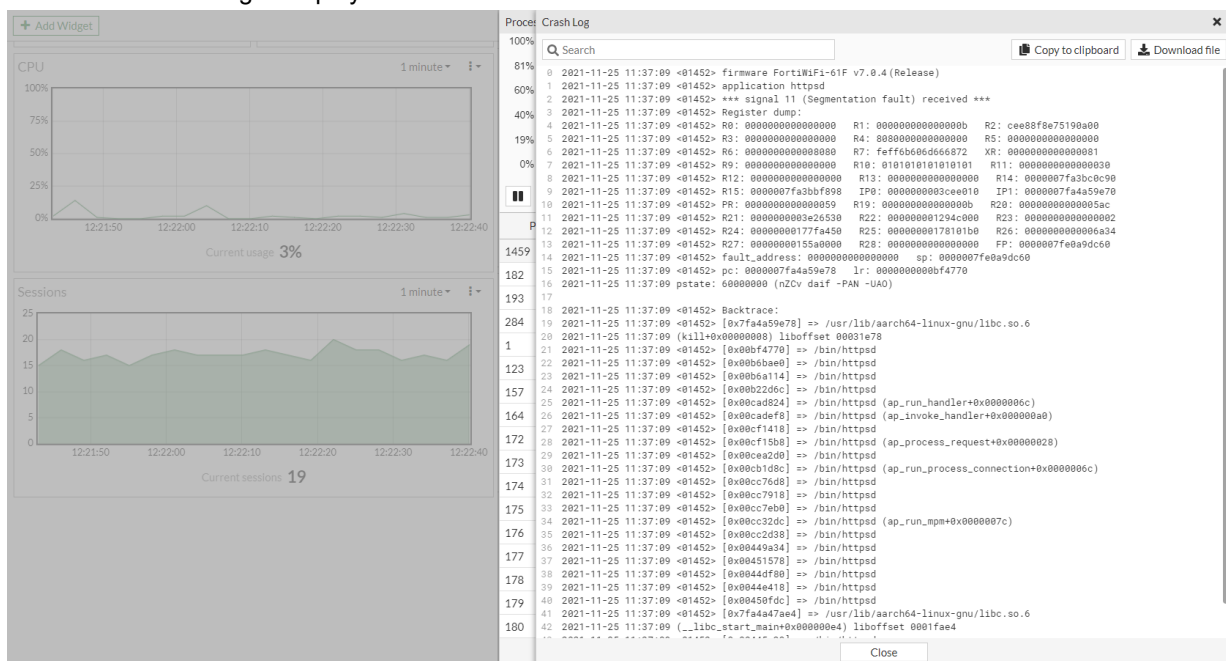 + Add Widget
CPU
1 minute
100%
75%
50%
25%
0%
12:21:50 12:22:00 12:22:10 12:22:20 12:22:30 12:22:40
Current usage 3%
Sessions
1 minute
25
20
15
10
5
0
12:21:50 12:22:00 12:22:10 12:22:20 12:22:30 12:22:40
Current sessions 19
100%
81%
60%
40%
19%
0%
1459
182
193
284
1
123
157
164
172
173
174
175
176
177
178
179
180
Crash Log
Search
Copy to clipboard
Download file
0 2021-11-25 11:37:09 <01452> firmware FortiWiFi-61F v7.0.4(Release)
1 2021-11-25 11:37:09 <01452> application httpsd
2 2021-11-25 11:37:09 <01452> *** signal 11 (Segmentation fault) received ***
3 2021-11-25 11:37:09 <01452> Register dump:
4 2021-11-25 11:37:09 <01452> R0: 0000000000000000 R1: 000000000000000b R2: cee88f8e75190a00
5 2021-11-25 11:37:09 <01452> R3: 0000000000000000 R4: 8080000000000000 R5: 0000000000000000
6 2021-11-25 11:37:09 <01452> R6: 0000000000008080 R7: feff6b606d666872 XR: 0000000000000081
7 2021-11-25 11:37:09 <01452> R9: 0000000000000000 R10: 0101010101010101 R11: 0000000000000030
8 2021-11-25 11:37:09 <01452> R12: 0000000000000000 R13: 0000000000000000 R14: 0000007fa3bc0c90
9 2021-11-25 11:37:09 <01452> R15: 0000007fa3bbf898 IP0: 0000000003cee010 IP1: 0000007fa4a59e70
10 2021-11-25 11:37:09 <01452> PR: 0000000000000059 R19: 000000000000000b R20: 00000000000005ac
11 2021-11-25 11:37:09 <01452> R21: 0000000003e26530 R22: 000000001294c000 R23: 0000000000000002
12 2021-11-25 11:37:09 <01452> R24: 000000000177fa450 R25: 00000000178101b0 R26: 0000000000006a34
13 2021-11-25 11:37:09 <01452> R27: 00000000155a0000 R28: 0000000000000000 FP: 0000007fe0a9dc60
14 2021-11-25 11:37:09 <01452> fault_address: 0000000000000000 sp: 0000007fe0a9dc60
15 2021-11-25 11:37:09 <01452> pc: 0000007fa4a59e78 lr: 0000000000bf4770
16 2021-11-25 11:37:09 pstate: 60000000 (nZCv daif -PAN -UAO)
17
18 2021-11-25 11:37:09 <01452> Backtrace:
19 2021-11-25 11:37:09 <01452> [0x7fa4a59e78] => /usr/lib/aarch64-linux-gnu/libc.so.6
20 2021-11-25 11:37:09 (kill+0x00000008) liboffset 00031e78
21 2021-11-25 11:37:09 <01452> [0x00bf4770] => /bin/httpsd
22 2021-11-25 11:37:09 <01452> [0x00b6bae0] => /bin/httpsd
23 2021-11-25 11:37:09 <01452> [0x00b6a114] => /bin/httpsd
24 2021-11-25 11:37:09 <01452> [0x00b22d6c] => /bin/httpsd
25 2021-11-25 11:37:09 <01452> [0x00cad824] => /bin/httpsd (ap_run_handler+0x0000006c)
26 2021-11-25 11:37:09 <01452> [0x00cadef8] => /bin/httpsd (ap_invoke_handler+0x000000a0)
27 2021-11-25 11:37:09 <01452> [0x00cf1418] => /bin/httpsd
28 2021-11-25 11:37:09 <01452> [0x00cf15b8] => /bin/httpsd (ap_process_request+0x00000028)
29 2021-11-25 11:37:09 <01452> [0x00cea2d0] => /bin/httpsd
30 2021-11-25 11:37:09 <01452> [0x00cb1d8c] => /bin/httpsd (ap_run_process_connection+0x0000006c)
31 2021-11-25 11:37:09 <01452> [0x00cc76d8] => /bin/httpsd
32 2021-11-25 11:37:09 <01452> [0x00cc7918] => /bin/httpsd
33 2021-11-25 11:37:09 <01452> [0x00cc7eb0] => /bin/httpsd
34 2021-11-25 11:37:09 <01452> [0x00cc32dc] => /bin/httpsd (ap_run_mpm+0x0000007c)
35 2021-11-25 11:37:09 <01452> [0x00cc2d38] => /bin/httpsd
36 2021-11-25 11:37:09 <01452> [0x00449a34] => /bin/httpsd
37 2021-11-25 11:37:09 <01452> [0x00451578] => /bin/httpsd
38 2021-11-25 11:37:09 <01452> [0x0044df80] => /bin/httpsd
39 2021-11-25 11:37:09 <01452> [0x0044e418] => /bin/httpsd
40 2021-11-25 11:37:09 <01452> [0x00450fdc] => /bin/httpsd
41 2021-11-25 11:37:09 <01452> [0x7fa4a47ae4] => /usr/lib/aarch64-linux-gnu/libc.so.6
42 2021-11-25 11:37:09 (__libc_start_main+0x000000e4) liboffset 0001fae4
Close